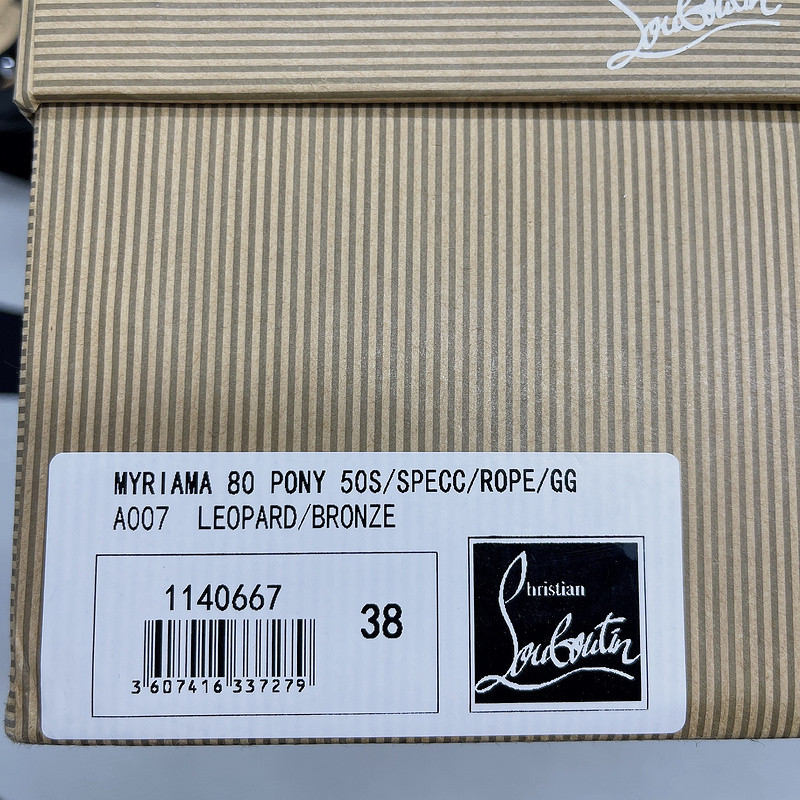 Louboutin
MYRIAMA 80 PONY 50S/SPECC/ROPE/GG
A007 LEOPARD/BRONZE
1140667
38
3 607416 337279
Christian
Louboutin